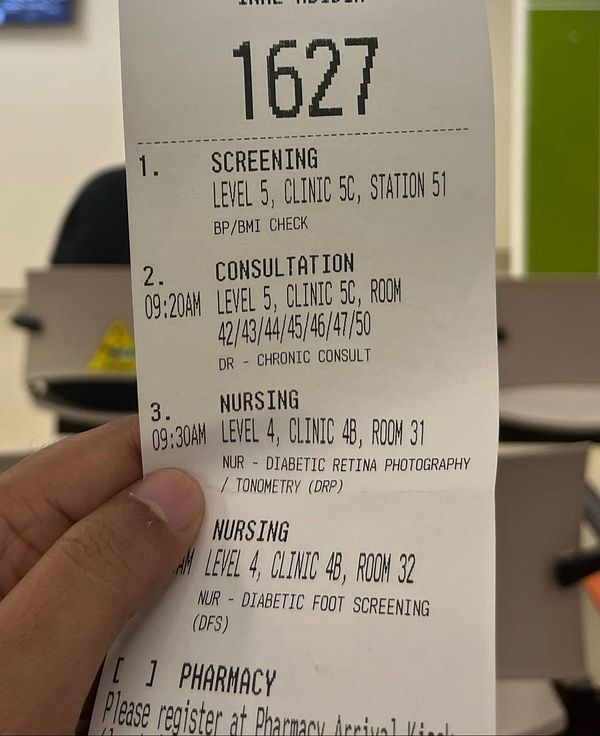 1627
1.
SCREENING
LEVEL 5, CLINIC 5C, STATION 51
BP/BMI CHECK
2.
CONSULTATION
09:20AM LEVEL 5, CLINIC 5C, ROOM
42/43/44/45/46/47/50
DR - CHRONIC CONSULT
3.
NURSING
09:30AM LEVEL 4, CLINIC 4B, ROOM 31
NUR - DIABETIC RETINA PHOTOGRAPHY
/ TONOMETRY (DRP)
NURSING
AM LEVEL 4, CLINIC 4B, ROOM 32
NUR - DIABETIC FOOT SCREENING
(DFS)
[ ] PHARMACY
Please register at Pharmacy Arrival Kiosk